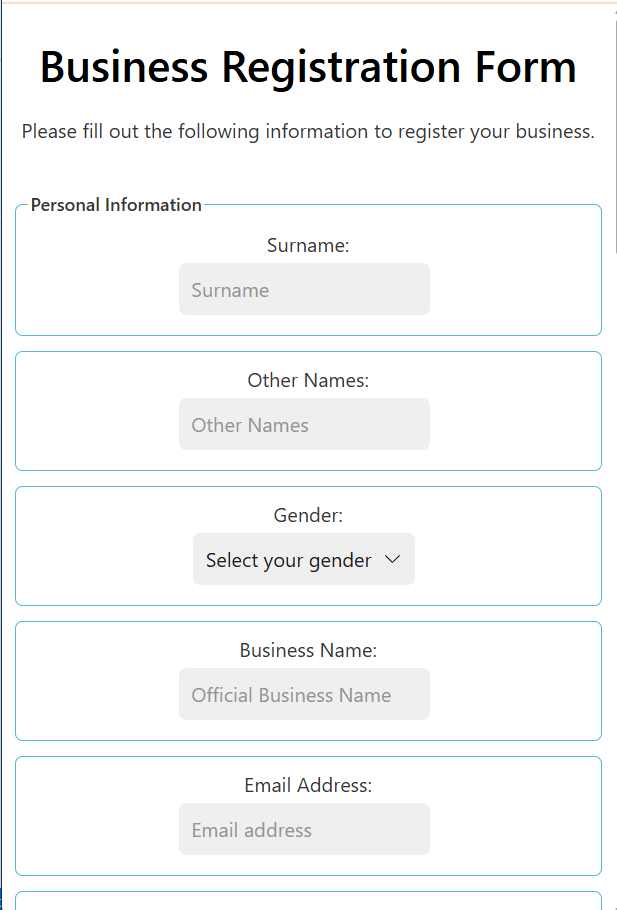 Business Registration Form
Please fill out the following information to register your business.
Personal Information
Surname:
Surname
Other Names:
Other Names
Gender:
Select your gender
Business Name:
Official Business Name
Email Address:
Email address